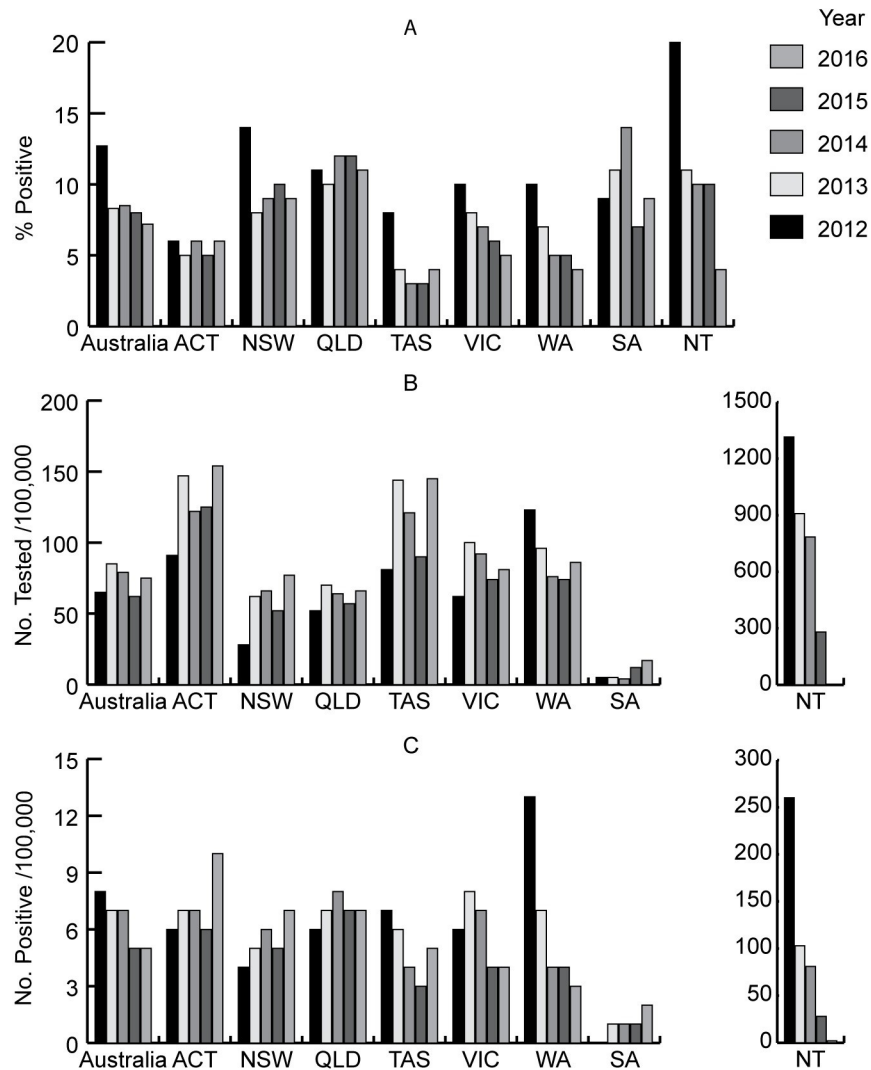 A
Year
2016
2015
2014
2013
2012
% Positive
20
15
10
5
0
Australia ACT NSW QLD TAS VIC WA SA NT
B
No. Tested /100,000
200
150
100
50
0
Australia ACT NSW QLD TAS VIC WA SA
1500
1200
900
600
300
0
NT
C
No. Positive /100,000
15
12
9
6
3
0
Australia ACT NSW QLD TAS VIC WA SA
300
250
200
150
100
50
0
NT